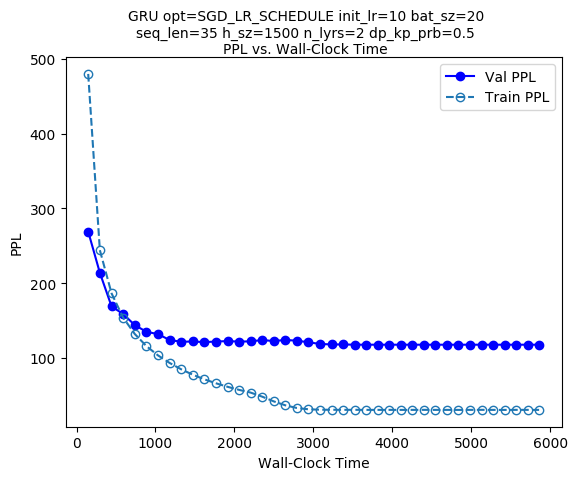 GRU opt=SGD_LR_SCHEDULE init_lr=10 bat_sz=20
seq_len=35 h_sz=1500 n_lyrs=2 dp_kp_prb=0.5
PPL vs. Wall-Clock Time
Val PPL
Train PPL
PPL
500
400
300
200
100
0
1000
2000
3000
4000
5000
6000
Wall-Clock Time